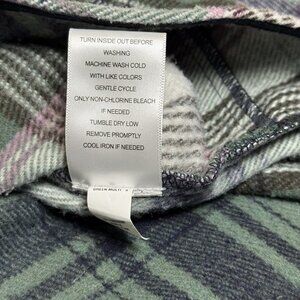 TURN INSIDE OUT BEFORE
WASHING
MACHINE WASH COLD
WITH LIKE COLORS
GENTLE CYCLE
ONLY NON-CHLORINE BLEACH
IF NEEDED
TUMBLE DRY LOW
REMOVE PROMPTLY
COOL IRON IF NEEDED